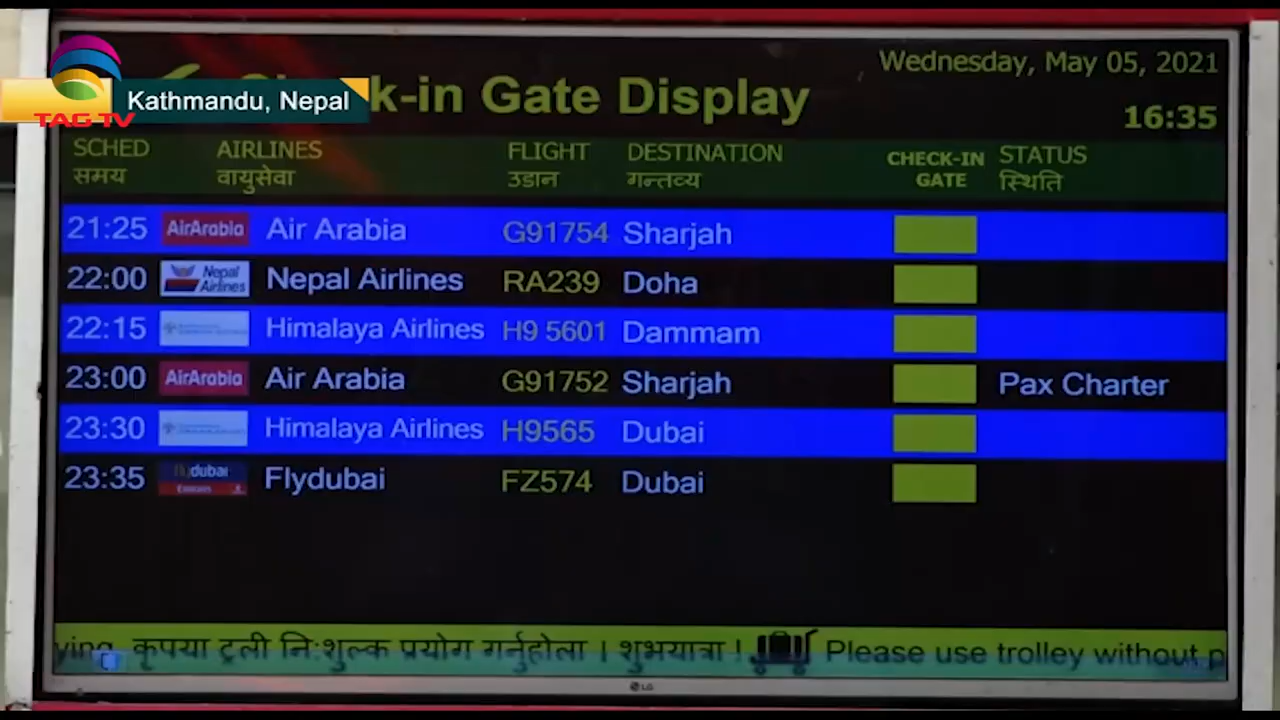 Wednesday, May 05, 2021
Kathmandu, Nepal
TAG TV
k-in Gate Display
16:35
SCHED AIRLINES FLIGHT DESTINATION CHECK-IN GATE STATUS
समय वायुसेवा उडान गन्तव्य स्थिति
21:25 AirArabia Air Arabia G91754 Sharjah
22:00 Nepal Airlines Nepal Airlines RA239 Doha
22:15 Himalaya Airlines H9 5601 Dammam
23:00 AirArabia Air Arabia G91752 Sharjah Pax Charter
23:30 Himalaya Airlines H9565 Dubai
23:35 flydubai Emirates Flydubai FZ574 Dubai
ying. कृपया ट्रली नि:शुल्क प्रयोग गर्नुहोला । शुभयात्रा ! Please use trolley without p
LG